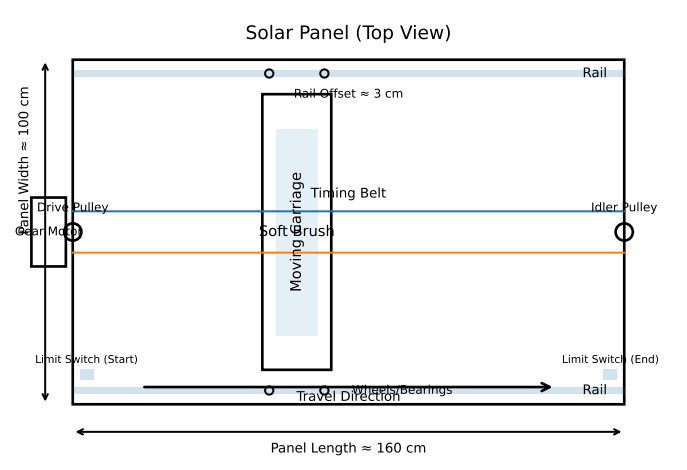 Solar Panel (Top View)
Rail
Rail Offset ≈ 3 cm
Panel Width ≈ 100 cm
Timing Belt
Drive Pulley
Idler Pulley
Gear Motor
Soft Brush
Moving Carriage
Limit Switch (Start)
Limit Switch (End)
Wheels/Bearings
Rail
Travel Direction
Panel Length ≈ 160 cm